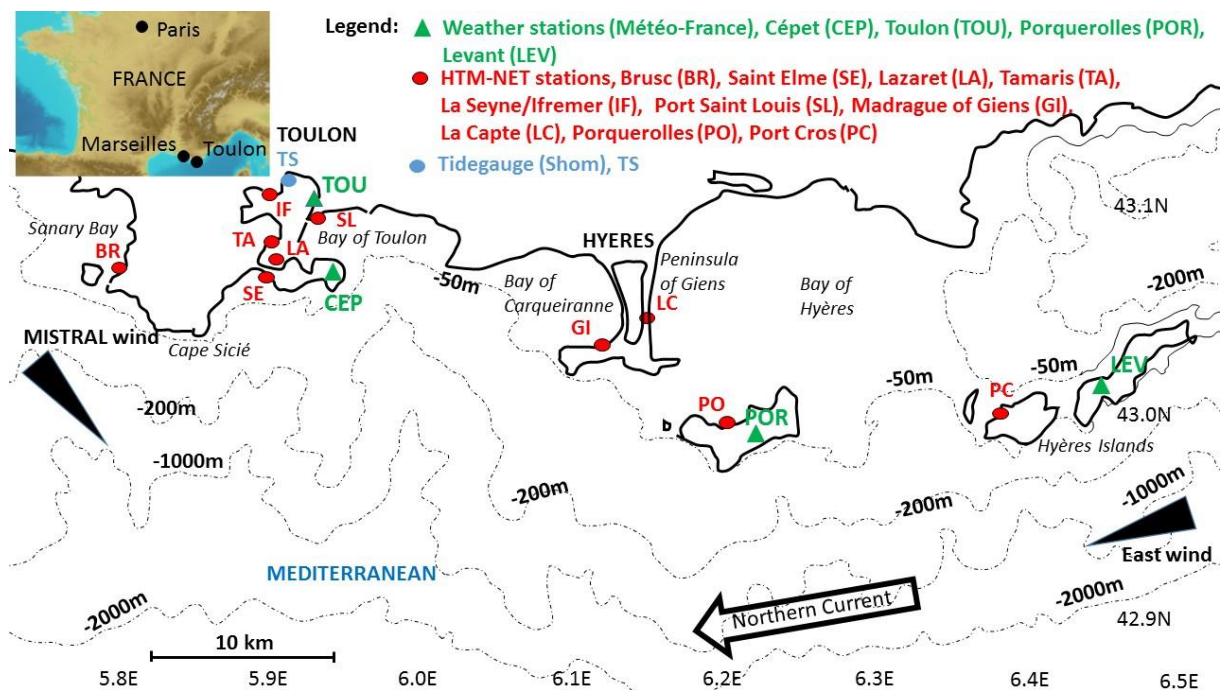 Paris
FRANCE
Marseilles
Toulon
Legend: Weather stations (Météo-France), Cépet (CEP), Toulon (TOU), Porquerolles (POR),
Levant (LEV)
HTM-NET stations, Brusc (BR), Saint Elme (SE), Lazaret (LA), Tamaris (TA),
La Seyne/Ifremer (IF), Port Saint Louis (SL), Madrague of Giens (GI),
La Capte (LC), Porquerolles (PO), Port Cros (PC)
Tidegauge (Shom), TS
TOULON
TS
TOU
IF
SL
Sanary Bay
TA
Bay of Toulon
BR
LA
SE
CEP
-50m
HYERES
Bay of
Carqueiranne
Peninsula
of Giens
LC
GI
Bay of
Hyères
43.1N
-200m
MISTRAL wind
Cape Sicié
-200m
-1000m
PO
POR
-50m
-50m
LEV
PC
43.0N
Hyères Islands
-200m
-200m
-1000m
East wind
MEDITERRANEAN
Northern Current
-2000m
-2000m
42.9N
10 km
5.8E 5.9E 6.0E 6.1E 6.2E 6.3E 6.4E 6.5E